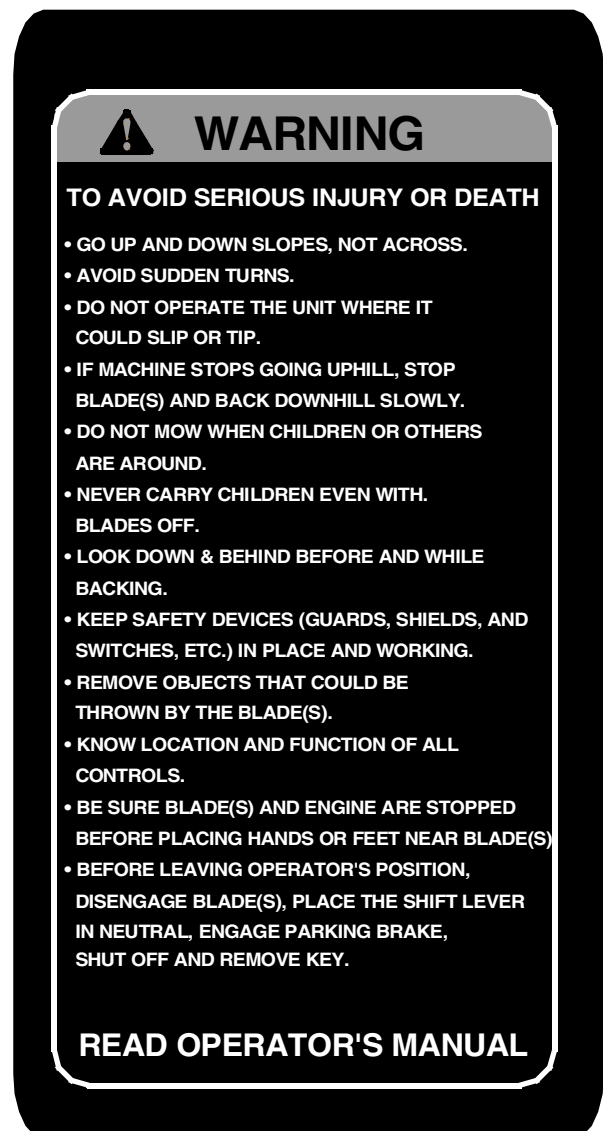 WARNING
TO AVOID SERIOUS INJURY OR DEATH
• GO UP AND DOWN SLOPES, NOT ACROSS.
• AVOID SUDDEN TURNS.
• DO NOT OPERATE THE UNIT WHERE IT
COULD SLIP OR TIP.
• IF MACHINE STOPS GOING UPHILL, STOP
BLADE(S) AND BACK DOWNHILL SLOWLY.
• DO NOT MOW WHEN CHILDREN OR OTHERS
ARE AROUND.
• NEVER CARRY CHILDREN EVEN WITH.
BLADES OFF.
• LOOK DOWN & BEHIND BEFORE AND WHILE
BACKING.
• KEEP SAFETY DEVICES (GUARDS, SHIELDS, AND
SWITCHES, ETC.) IN PLACE AND WORKING.
• REMOVE OBJECTS THAT COULD BE
THROWN BY THE BLADE(S).
• KNOW LOCATION AND FUNCTION OF ALL
CONTROLS.
• BE SURE BLADE(S) AND ENGINE ARE STOPPED
BEFORE PLACING HANDS OR FEET NEAR BLADE(S)
• BEFORE LEAVING OPERATOR'S POSITION,
DISENGAGE BLADE(S), PLACE THE SHIFT LEVER
IN NEUTRAL, ENGAGE PARKING BRAKE,
SHUT OFF AND REMOVE KEY.
READ OPERATOR'S MANUAL